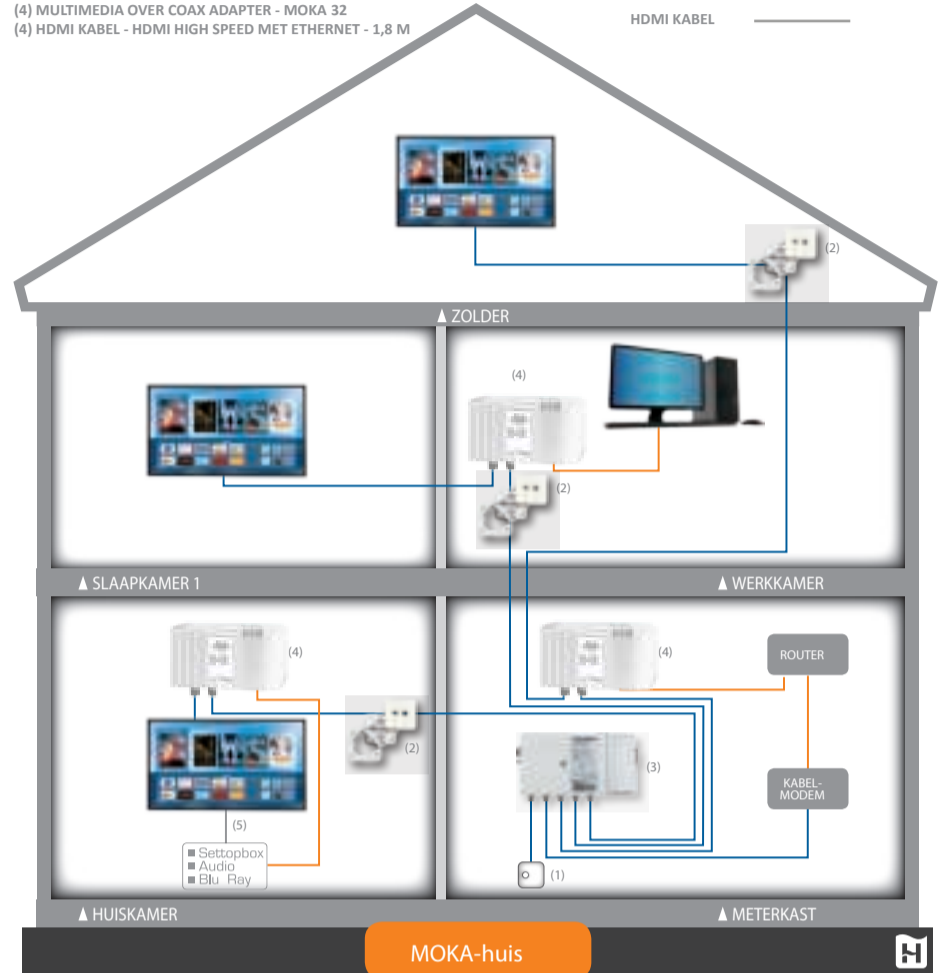 (4) MULTIMEDIA OVER COAX ADAPTER - MOKA 32
(4) HDMI KABEL - HDMI HIGH SPEED MET ETHERNET - 1,8 M
HDMI KABEL
(2)
▲ ZOLDER
(4)
(2)
▲ SLAAPKAMER 1
▲ WERKKAMER
(4)
(4)
ROUTER
(2)
(3)
KABEL-
MODEM
(5)
■ Settopbox
■ Audio
■ Blu Ray
(1)
▲ HUISKAMER
▲ METERKAST
MOKA-huis
H